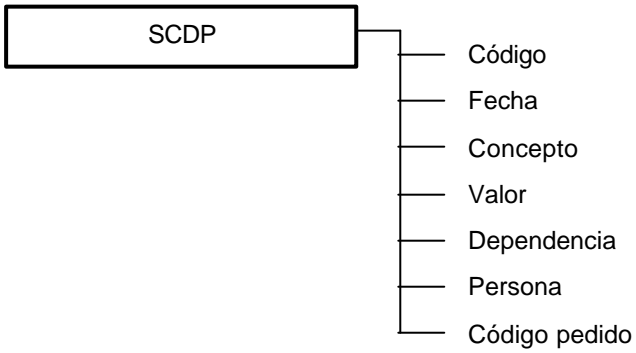 SCDP
Código
Fecha
Concepto
Valor
Dependencia
Persona
Código pedido